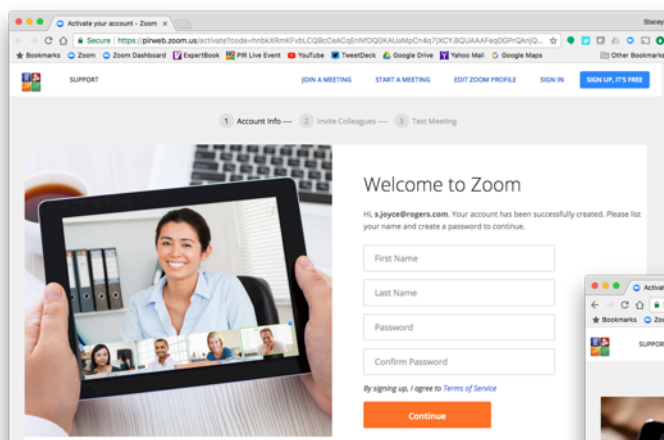 Activate your account - Zoom
Stacey
Secure | https://pirweb.zoom.us/activate?code=
Bookmarks Zoom Zoom Dashboard ExpertBook PIR Live Event YouTube TweetDeck Google Drive Yahoo Mail Google Maps Other Bookmarks
SUPPORT JOIN A MEETING START A MEETING EDIT ZOOM PROFILE SIGN IN SIGN UP, IT'S FREE
1 Account Info — 2 Invite Colleagues — 3 Test Meeting
Welcome to Zoom
Hi, s.joyce@rogers.com. Your account has been successfully created. Please list
your name and create a password to continue.
First Name
Last Name
Password
Confirm Password
By signing up, I agree to Terms of Service
Continue
Activat
Bookmarks Zoo
SUPPOR